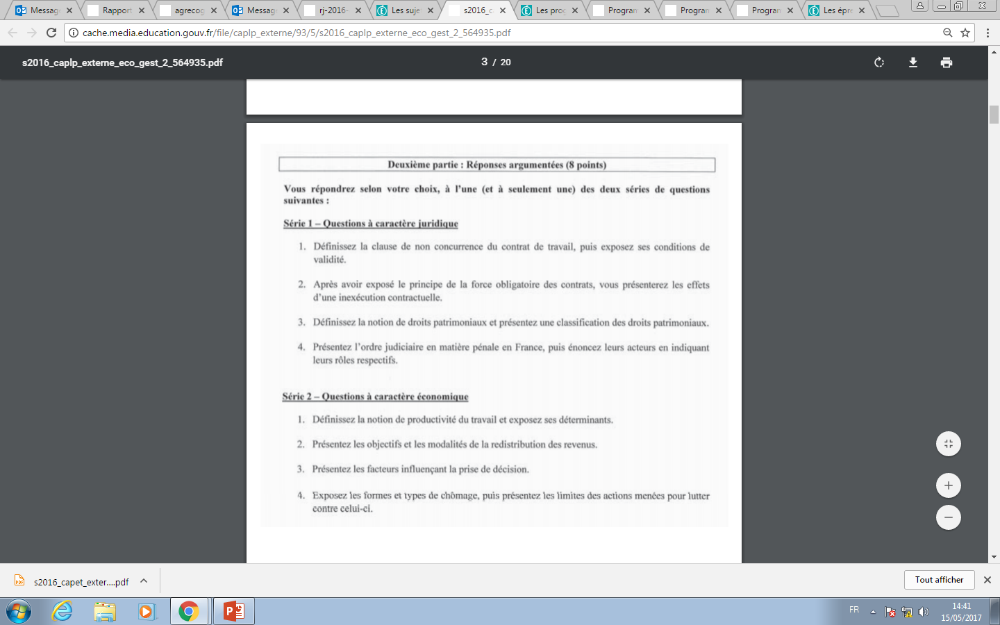 Message
Rapport
agrecog
Message
rj-2016-
Les suje
s2016_c
Les prog
Program
Program
Program
Les épre
cache.media.education.gouv.fr/file/caplp_externe/93/5/s2016_caplp_externe_eco_gest_2_564935.pdf
s2016_caplp_externe_eco_gest_2_564935.pdf
3 / 20
Deuxième partie : Réponses argumentées (8 points)
Vous répondrez selon votre choix, à l'une (et à seulement une) des deux séries de questions
suivantes :
Série 1 – Questions à caractère juridique
1. Définissez la clause de non concurrence du contrat de travail, puis exposez ses conditions de
validité.
2. Après avoir exposé le principe de la force obligatoire des contrats, vous présenterez les effets
d'une inexécution contractuelle.
3. Définissez la notion de droits patrimoniaux et présentez une classification des droits patrimoniaux.
4. Présentez l'ordre judiciaire en matière pénale en France, puis énoncez leurs acteurs en indiquant
leurs rôles respectifs.
Série 2 – Questions à caractère économique
1. Définissez la notion de productivité du travail et exposez ses déterminants.
2. Présentez les objectifs et les modalités de la redistribution des revenus.
3. Présentez les facteurs influençant la prise de décision.
4. Exposez les formes et types de chômage, puis présentez les limites des actions menées pour lutter
contre celui-ci.
s2016_capet_exter....pdf
Tout afficher
FR
14:41
15/05/2017